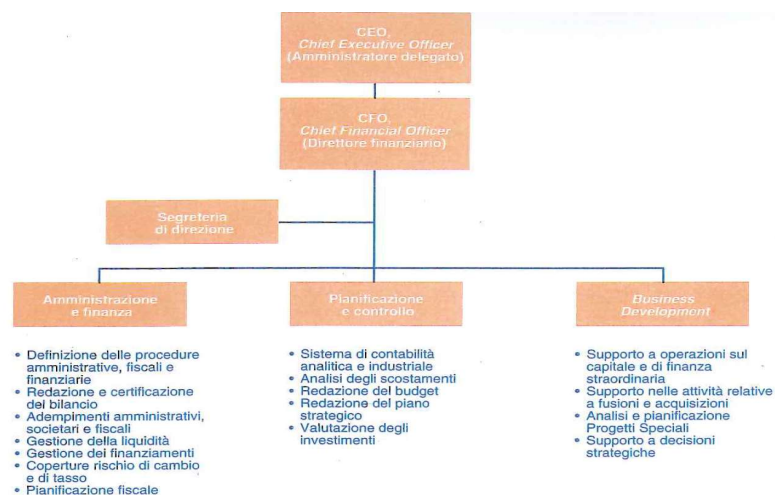 CEO,
Chief Executive Officer
(Amministratore delegato)
CFO,
Chief Financial Officer
(Direttore finanziario)
Segreteria
di direzione
Amministrazione
e finanza
• Definizione delle procedure
amministrative, fiscali e
finanziarie
• Redazione e certificazione
del bilancio
• Adempimenti amministrativi,
societari e fiscali
• Gestione della liquidità
• Gestione dei finanziamenti
• Coperture rischio di cambio
e di tasso
• Pianificazione fiscale
Pianificazione
e controllo
• Sistema di contabilità
analitica e industriale
• Analisi degli scostamenti
• Redazione del budget
• Redazione del piano
strategico
• Valutazione degli
investimenti
Business
Development
• Supporto a operazioni sul
capitale e di finanza
straordinaria
• Supporto nelle attività relative
a fusioni e acquisizioni
• Analisi e pianificazione
Progetti Speciali
• Supporto a decisioni
strategiche